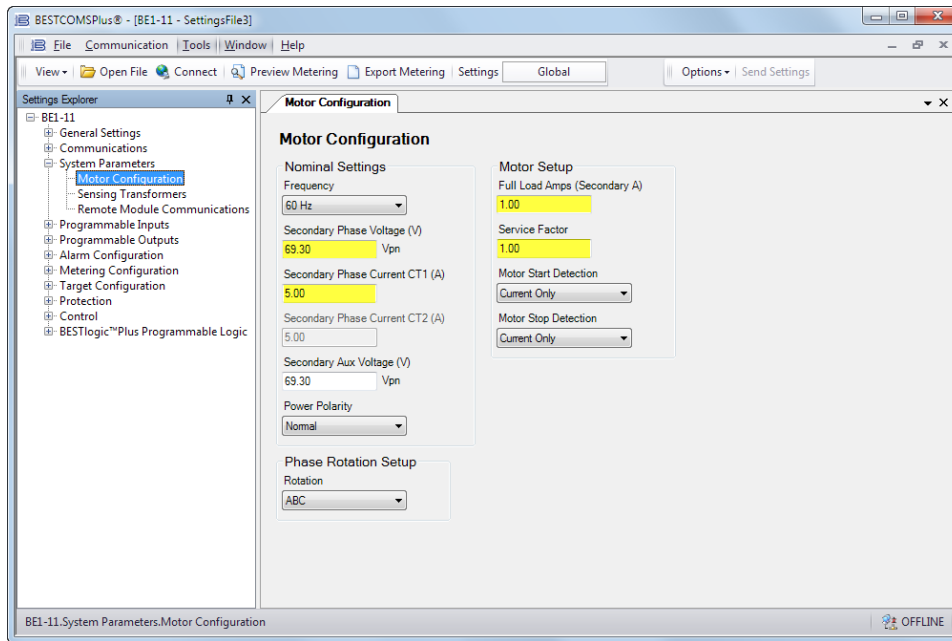 BESTCOMSPlus® - [BE1-11 - SettingsFile3]
File Communication Tools Window Help
View Open File Connect Preview Metering Export Metering Settings Global Options Send Settings
Settings Explorer
BE1-11
General Settings
Communications
System Parameters
Motor Configuration
Sensing Transformers
Remote Module Communications
Programmable Inputs
Programmable Outputs
Alarm Configuration
Metering Configuration
Target Configuration
Protection
Control
BESTlogic™Plus Programmable Logic
Motor Configuration
Motor Configuration
Nominal Settings
Frequency
60 Hz
Secondary Phase Voltage (V)
69.30 Vpn
Secondary Phase Current CT1 (A)
5.00
Secondary Phase Current CT2 (A)
5.00
Secondary Aux Voltage (V)
69.30 Vpn
Power Polarity
Normal
Phase Rotation Setup
Rotation
ABC
Motor Setup
Full Load Amps (Secondary A)
1.00
Service Factor
1.00
Motor Start Detection
Current Only
Motor Stop Detection
Current Only
BE1-11.System Parameters.Motor Configuration
OFFLINE